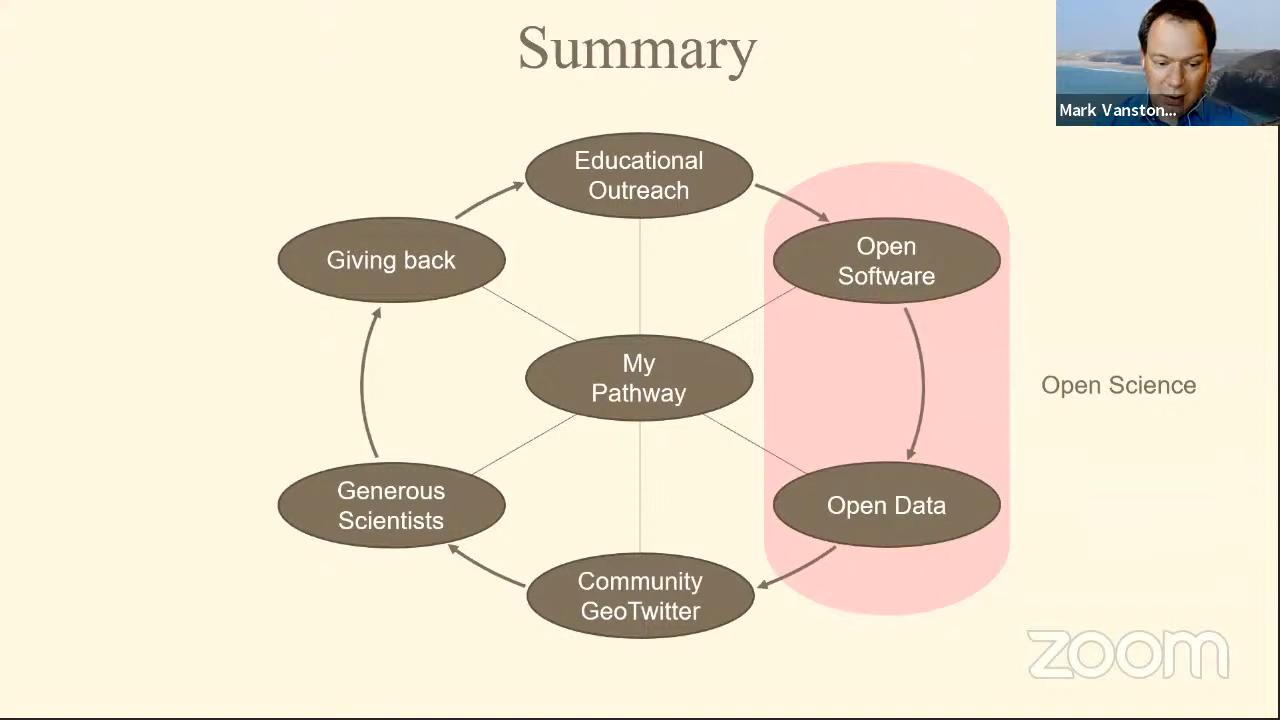 Summary
Mark Vanston...
Educational
Outreach
Giving back
Open
Software
My
Pathway
Open Science
Generous
Scientists
Open Data
Community
GeoTwitter
zoom